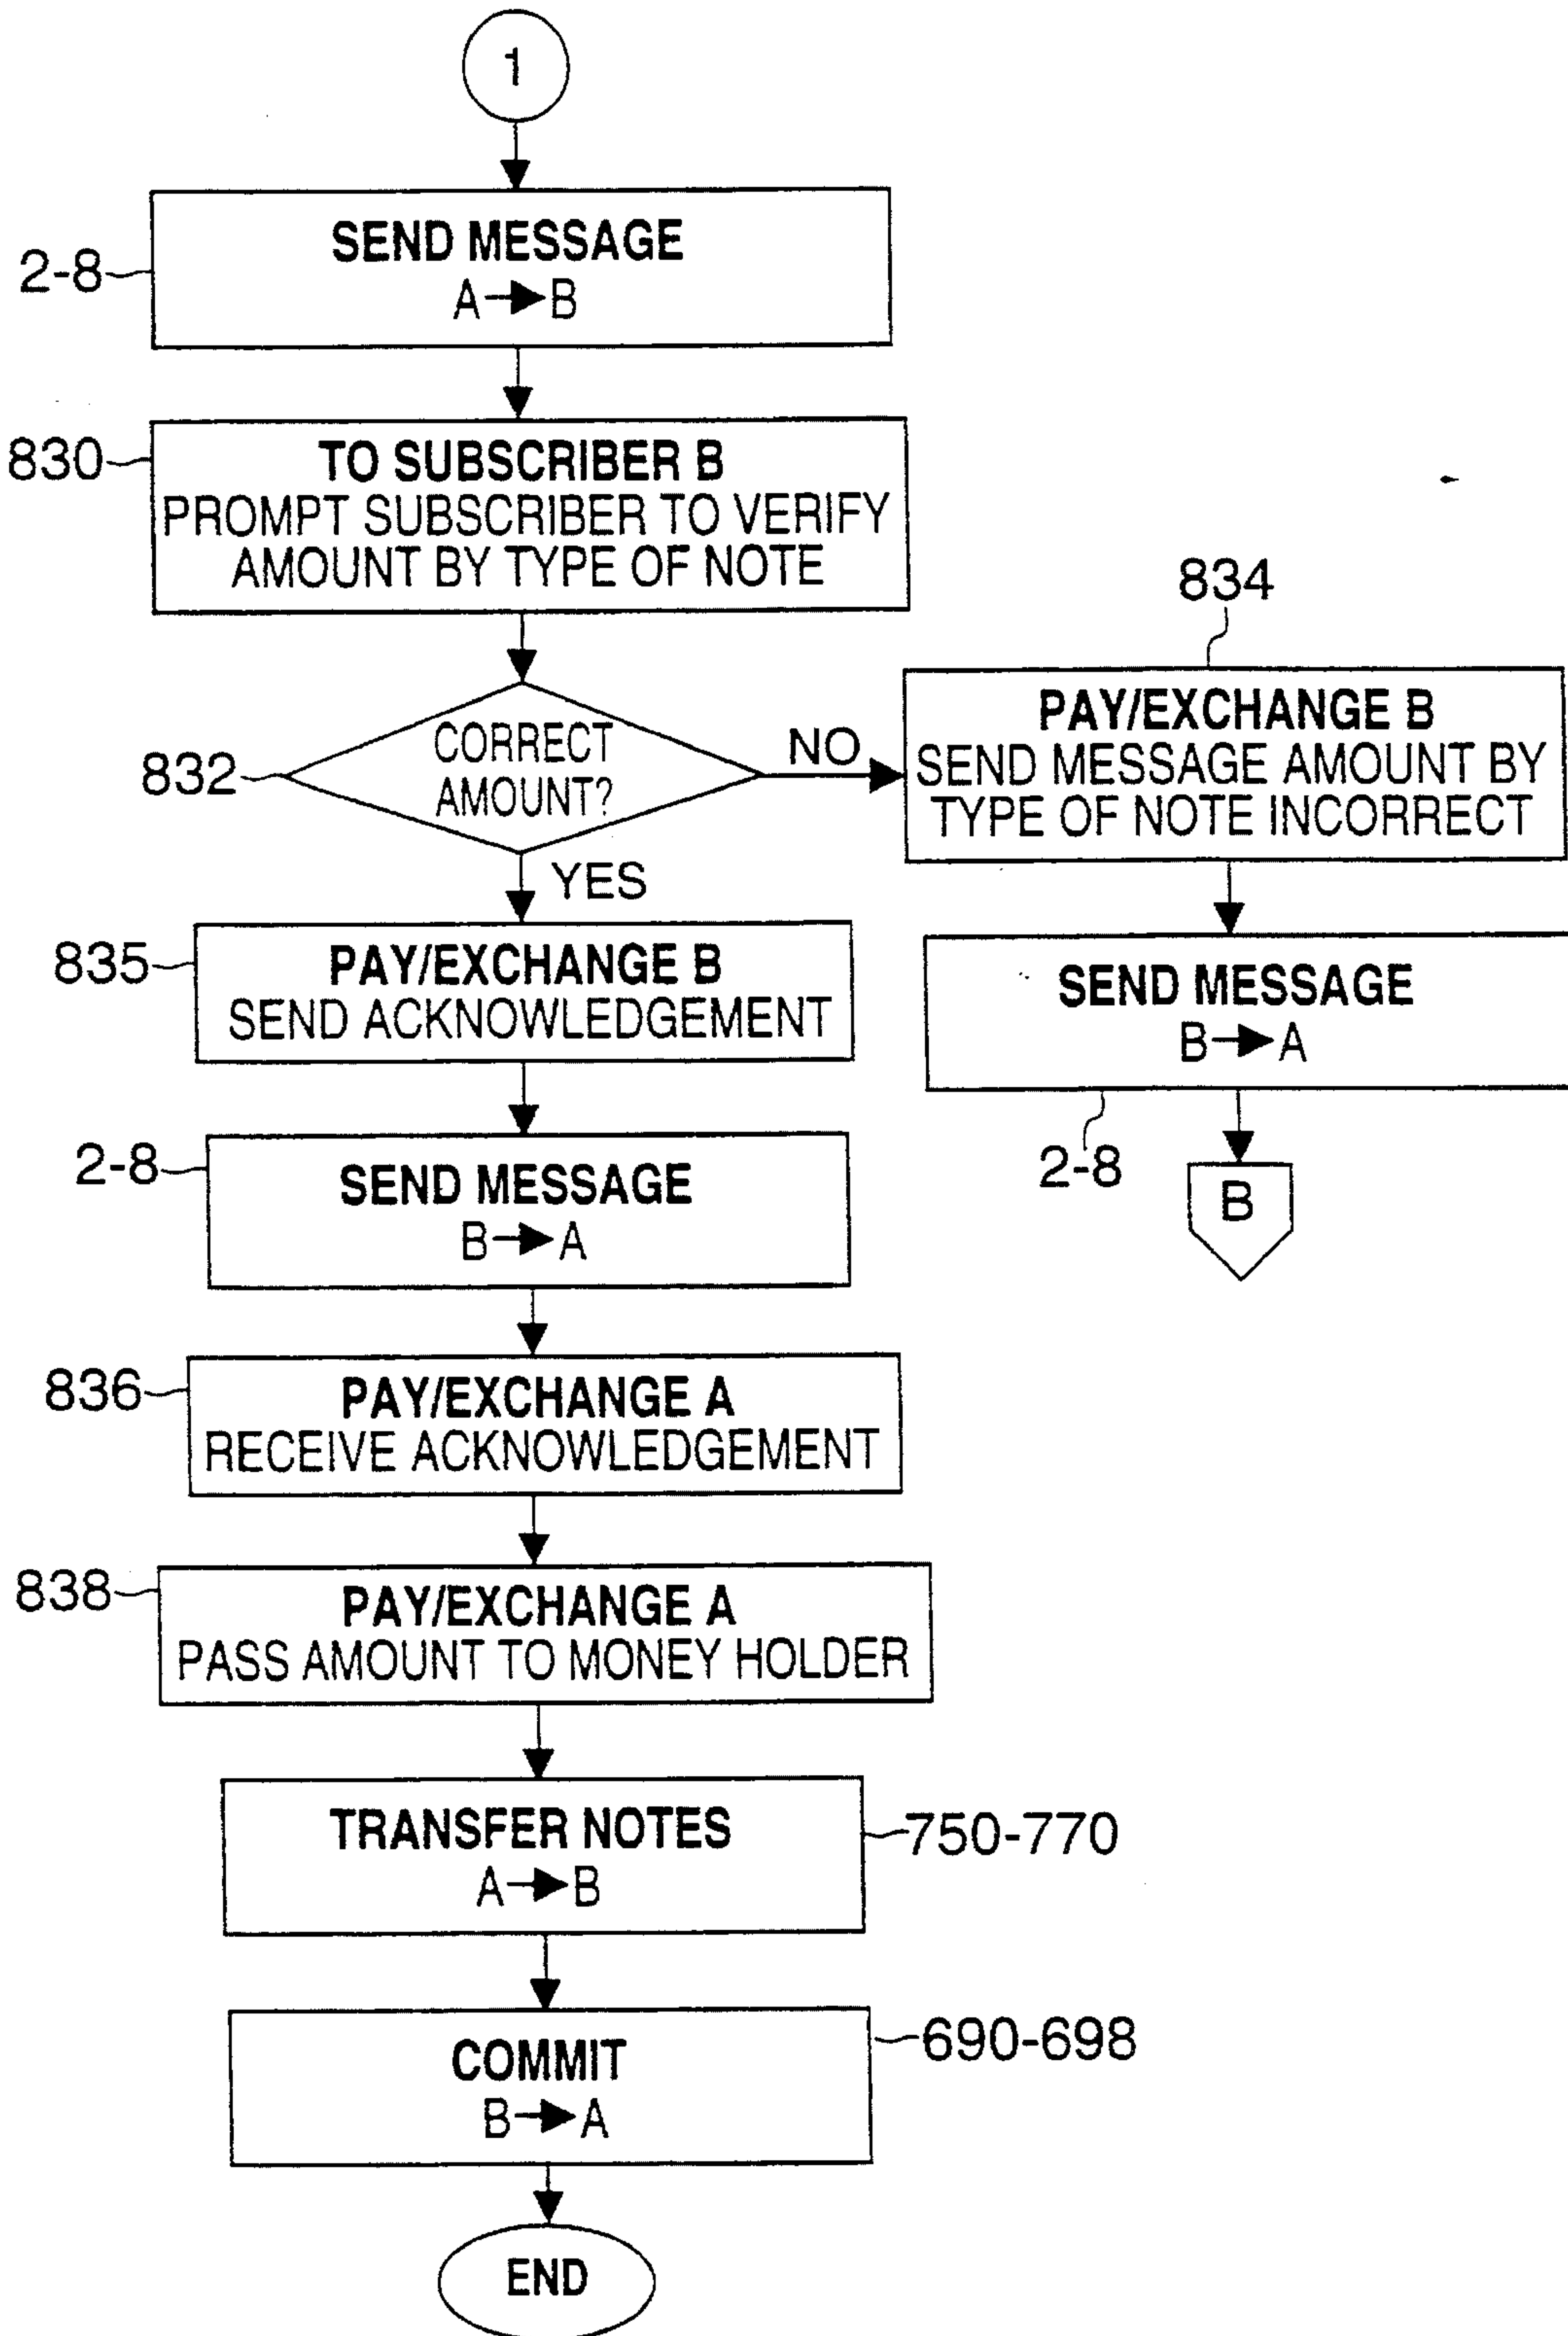 1
2-8
SEND MESSAGE
A→B
830
TO SUBSCRIBER B
PROMPT SUBSCRIBER TO VERIFY
AMOUNT BY TYPE OF NOTE
832
CORRECT
AMOUNT?
NO
834
PAY/EXCHANGE B
SEND MESSAGE AMOUNT BY
TYPE OF NOTE INCORRECT
SEND MESSAGE
B→A
2-8
B
YES
835
PAY/EXCHANGE B
SEND ACKNOWLEDGEMENT
2-8
SEND MESSAGE
B→A
836
PAY/EXCHANGE A
RECEIVE ACKNOWLEDGEMENT
838
PAY/EXCHANGE A
PASS AMOUNT TO MONEY HOLDER
TRANSFER NOTES
A→B
750-770
COMMIT
B→A
690-698
END